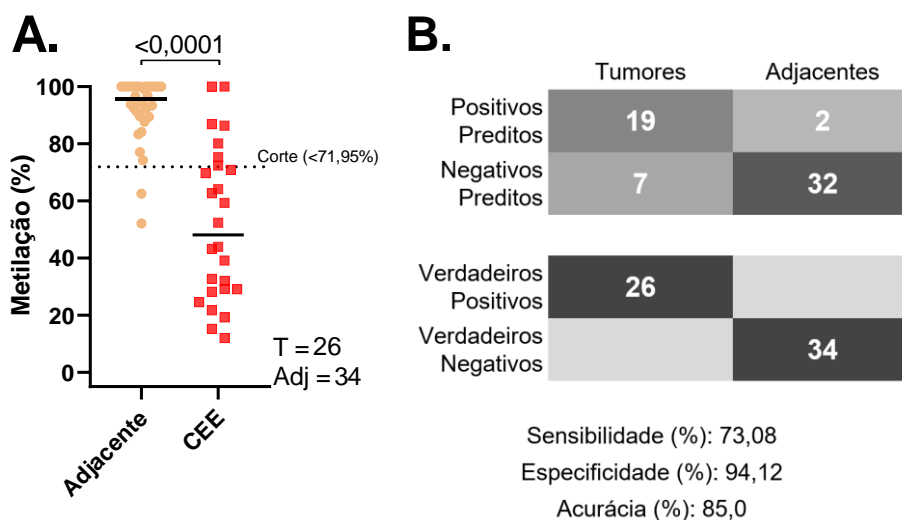 A.
<0,0001
100
80
60
40
20
0
Metilação (%)
Corte (<71,95%)
T = 26
Adj = 34
Adjacente
CEE
B.
Tumores Adjacentes
Positivos
Preditos
19 2
Negativos
Preditos
7 32
Verdadeiros
Positivos
26
Verdadeiros
Negativos
34
Sensibilidade (%): 73,08
Especificidade (%): 94,12
Acurácia (%): 85,0